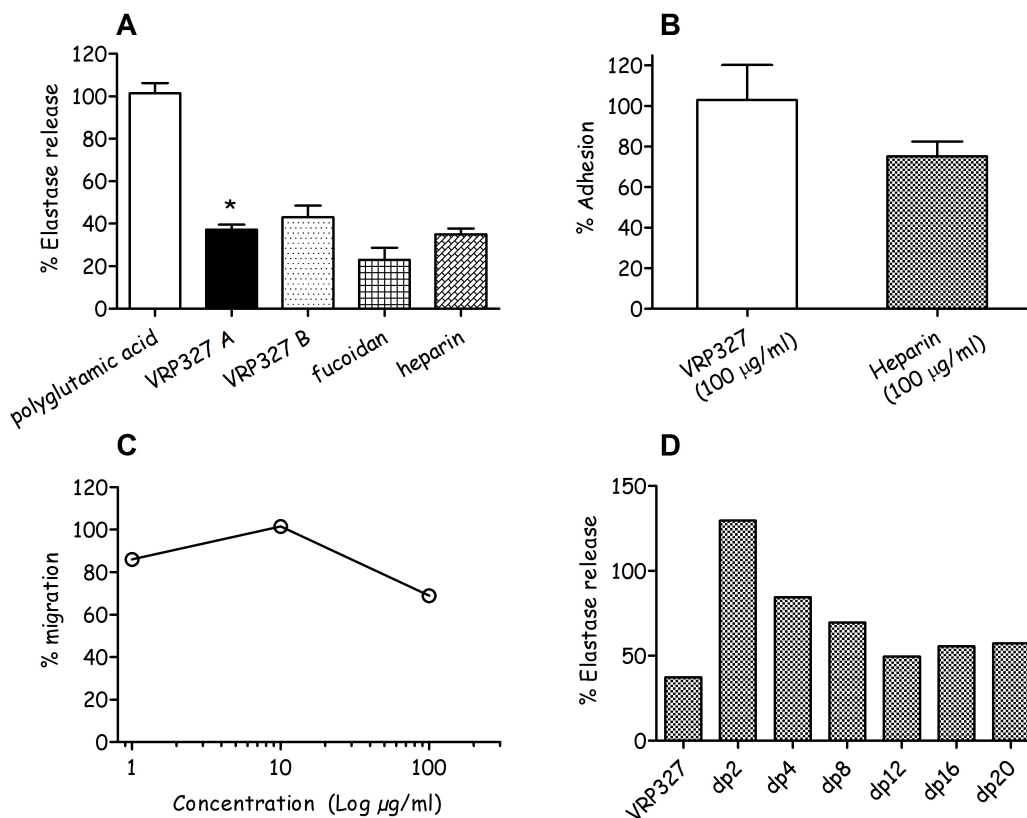 A
% Elastase release
120
100
80
60
40
20
0
*
polyglutamic acid
VRP327 A
VRP327 B
fucoidan
heparin
B
% Adhesion
120
100
80
60
40
20
0
VRP327
(100 µg/ml)
Heparin
(100 µg/ml)
C
% migration
120
100
80
60
40
20
0
1
10
100
Concentration (Log µg/ml)
D
% Elastase release
150
100
50
0
VRP327
dp2
dp4
dp8
dp12
dp16
dp20